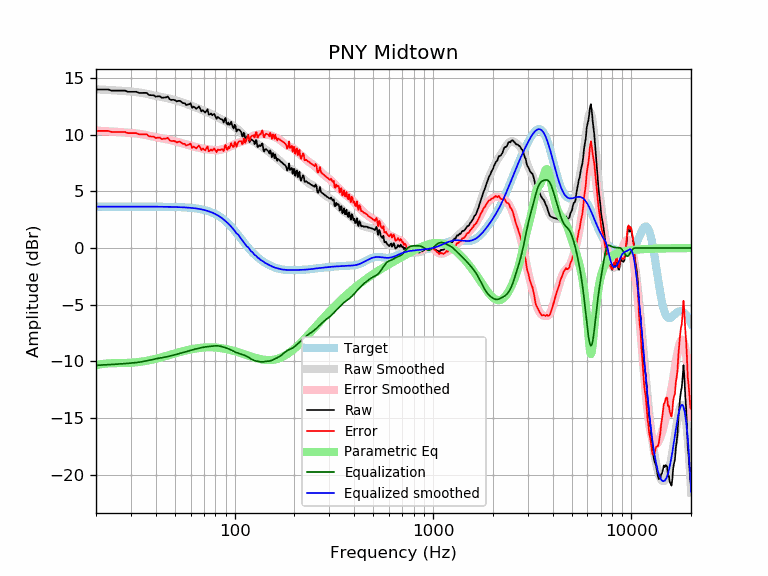 PNY Midtown
Amplitude (dBr)
15
10
5
0
−5
−10
−15
−20
Target
Raw Smoothed
Error Smoothed
Raw
Error
Parametric Eq
Equalization
Equalized smoothed
100
1000
10000
Frequency (Hz)